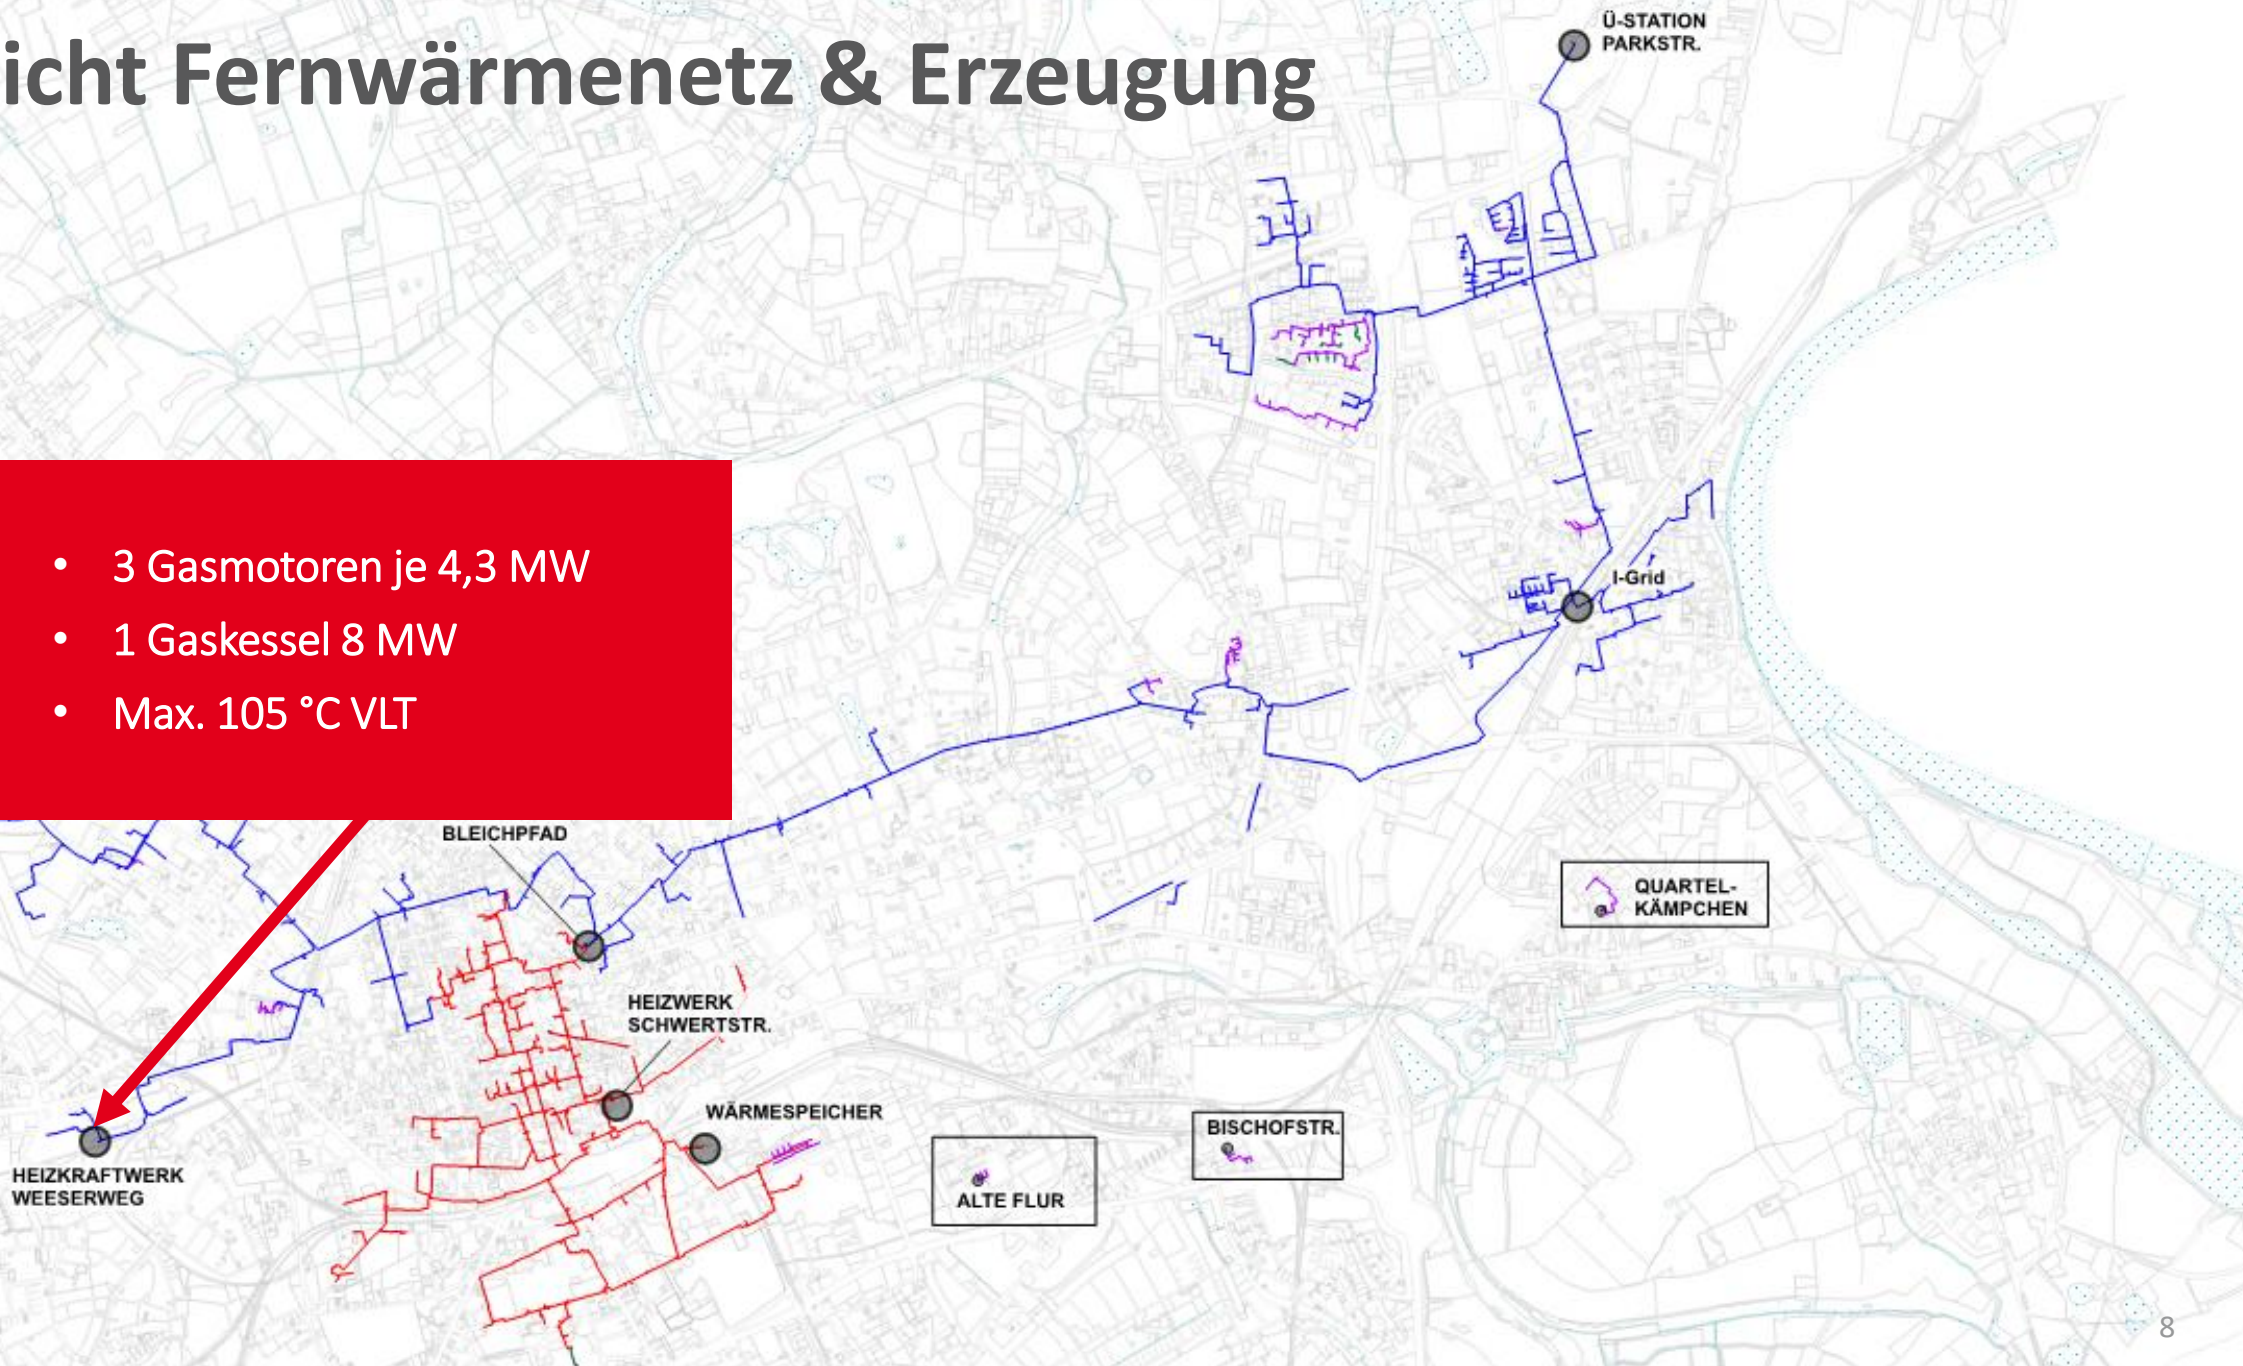 icht Fernwärmenetz & Erzeugung
Ü-STATION
PARKSTR.
• 3 Gasmotoren je 4,3 MW
• 1 Gaskessel 8 MW
• Max. 105 °C VLT
I-Grid
BLEICHPFAD
QUARTEL-
KÄMPCHEN
HEIZWERK
SCHWERTSTR.
WÄRMESPEICHER
BISCHOFSTR.
HEIZKRAFTWERK
WEESERWEG
ALTE FLUR
8